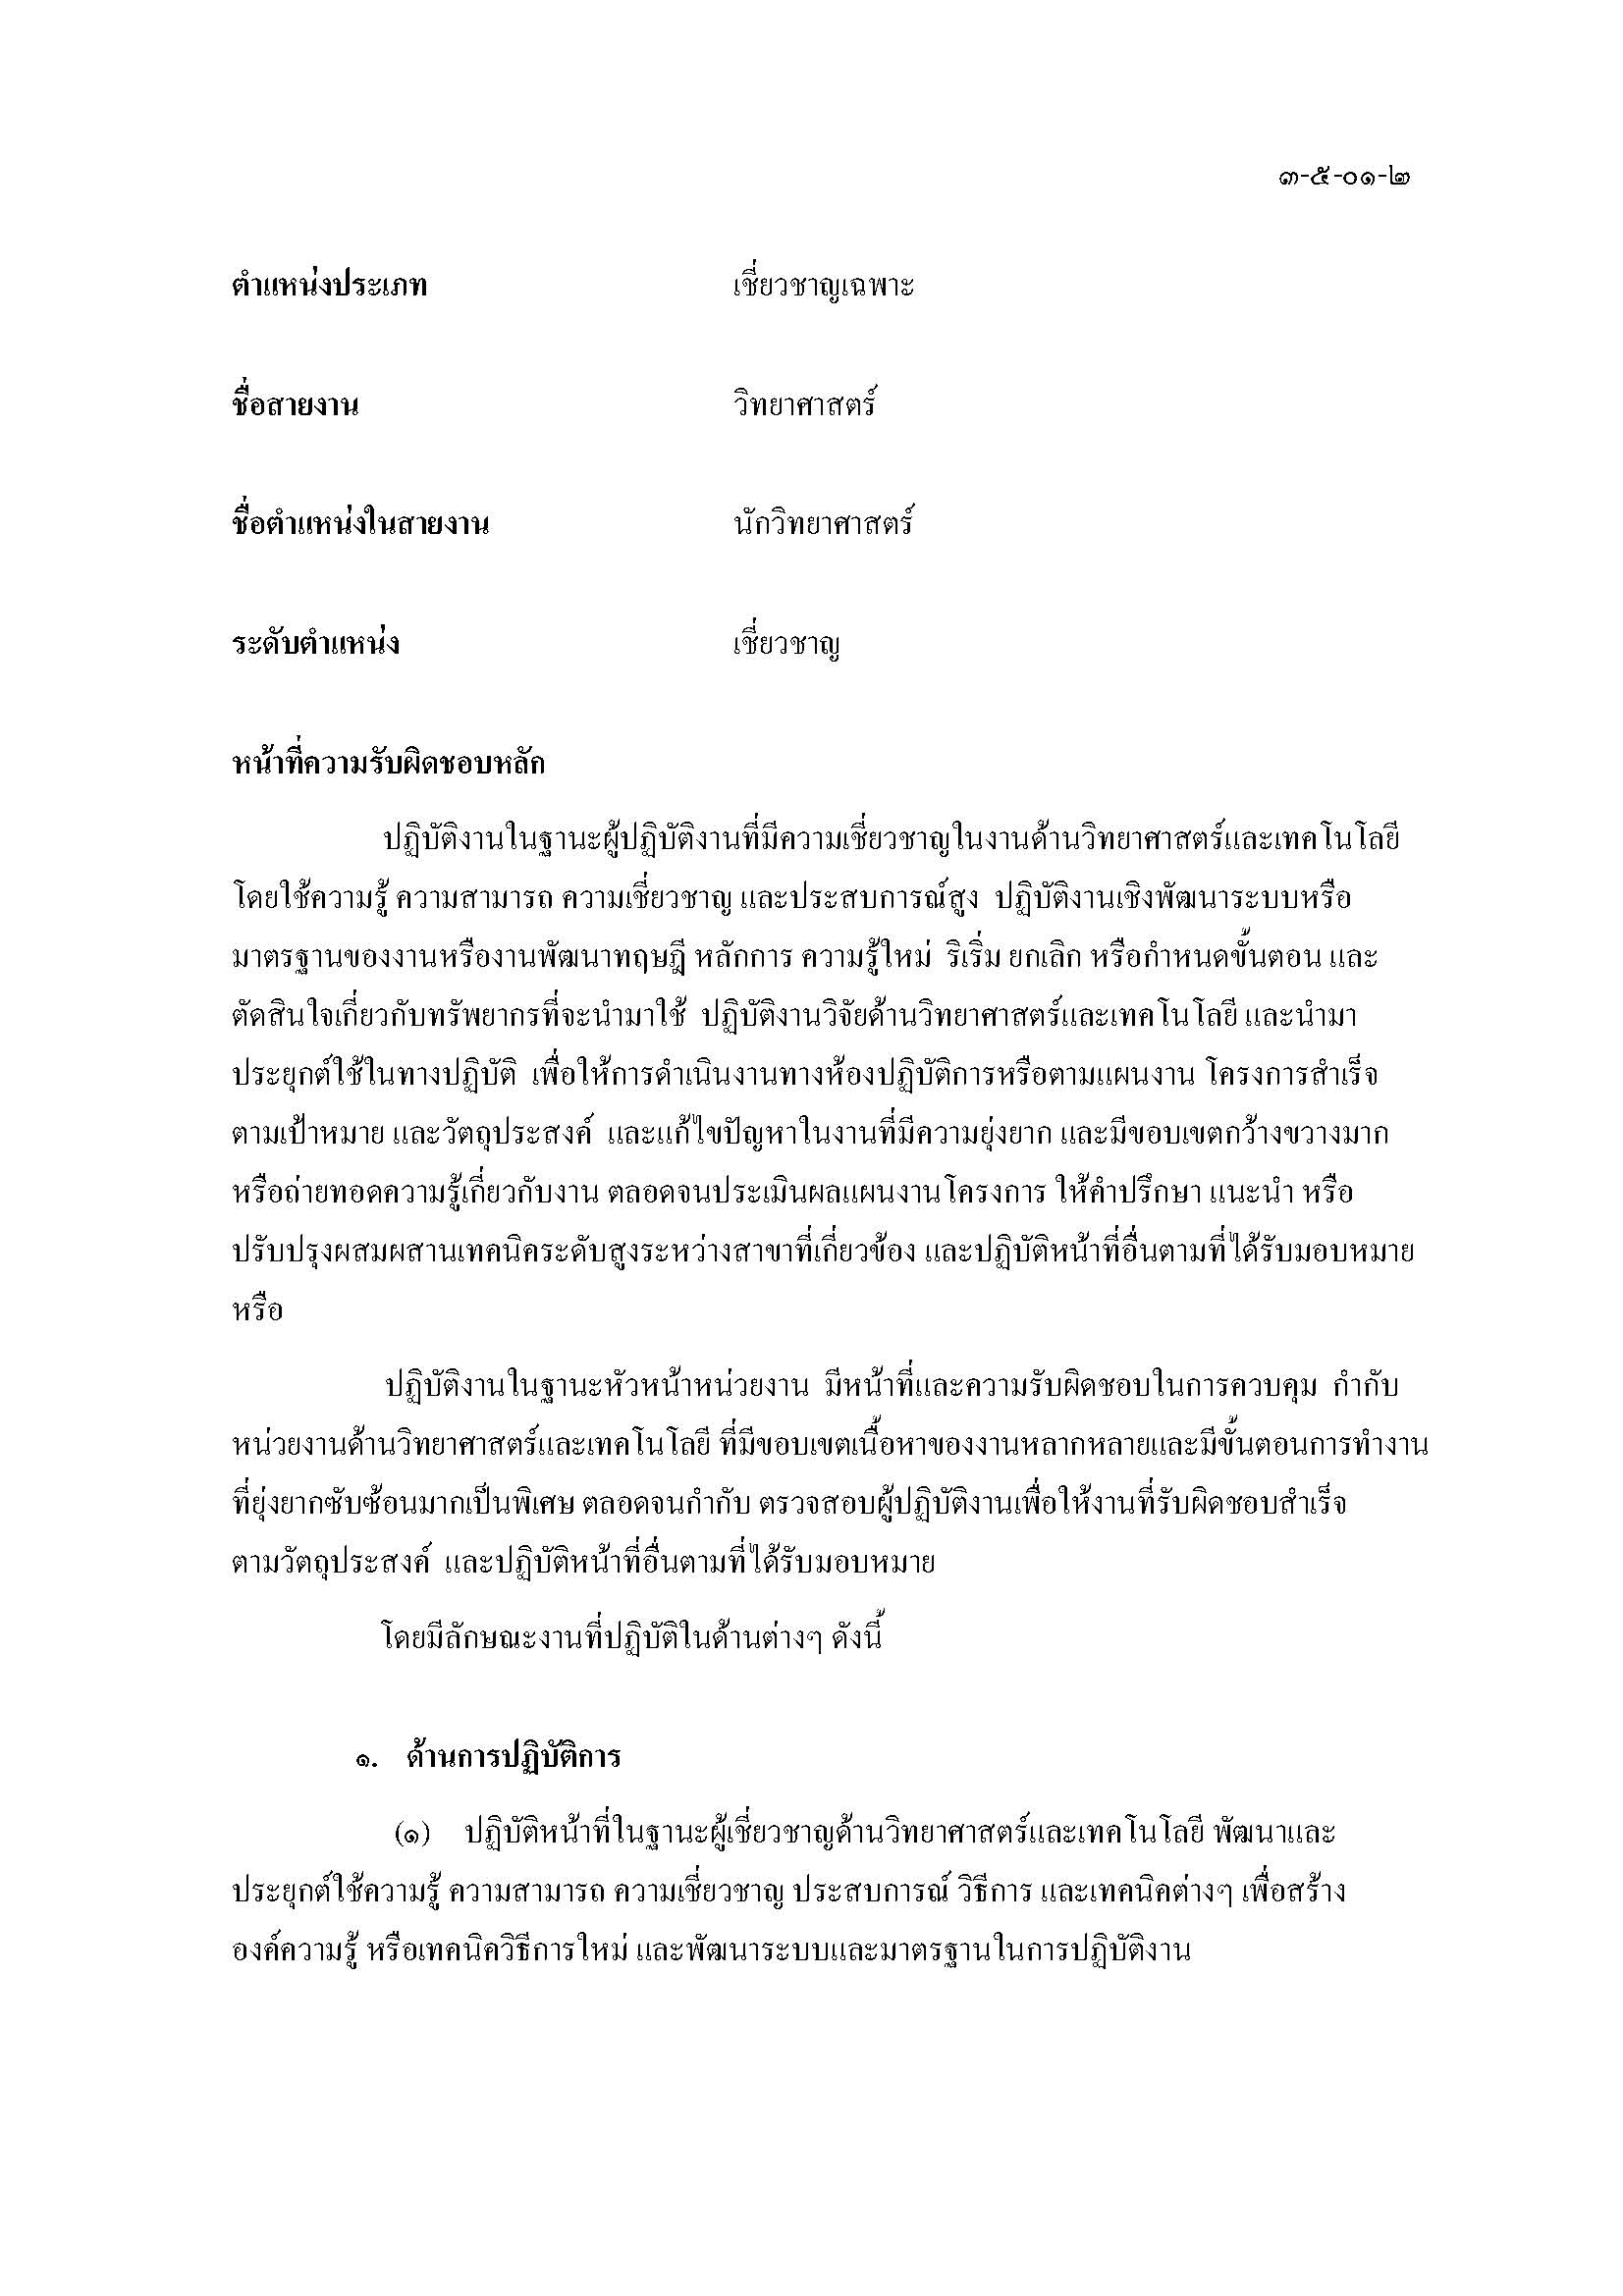 ๓-๕-๐๑-๒
ตำแหน่งประเภท เชี่ยวชาญเฉพาะ
ชื่อสายงาน วิทยาศาสตร์
ชื่อตำแหน่งในสายงาน นักวิทยาศาสตร์
ระดับตำแหน่ง เชี่ยวชาญ
หน้าที่ความรับผิดชอบหลัก
ปฏิบัติงานในฐานะผู้ปฏิบัติงานที่มีความเชี่ยวชาญในงานด้านวิทยาศาสตร์และเทคโนโลยี
โดยใช้ความรู้ ความสามารถ ความเชี่ยวชาญ และประสบการณ์สูง ปฏิบัติงานเชิงพัฒนาระบบหรือ
มาตรฐานของงานหรืองานพัฒนาทฤษฎี หลักการ ความรู้ใหม่ ริเริ่ม ยกเลิก หรือกำหนดขั้นตอน และ
ตัดสินใจเกี่ยวกับทรัพยากรที่จะนำมาใช้ ปฏิบัติงานวิจัยด้านวิทยาศาสตร์และเทคโนโลยี และนำมา
ประยุกต์ใช้ในทางปฏิบัติ เพื่อให้การดำเนินงานทางห้องปฏิบัติการหรือตามแผนงาน โครงการสำเร็จ
ตามเป้าหมาย และวัตถุประสงค์ และแก้ไขปัญหาในงานที่มีความยุ่งยาก และมีขอบเขตกว้างขวางมาก
หรือถ่ายทอดความรู้เกี่ยวกับงาน ตลอดจนประเมินผลแผนงานโครงการ ให้คำปรึกษา แนะนำ หรือ
ปรับปรุงผสมผสานเทคนิคระดับสูงระหว่างสาขาที่เกี่ยวข้อง และปฏิบัติหน้าที่อื่นตามที่ได้รับมอบหมาย
หรือ
ปฏิบัติงานในฐานะหัวหน้าหน่วยงาน มีหน้าที่และความรับผิดชอบในการควบคุม กำกับ
หน่วยงานด้านวิทยาศาสตร์และเทคโนโลยี ที่มีขอบเขตเนื้อหาของงานหลากหลายและมีขั้นตอนการทำงาน
ที่ยุ่งยากซับซ้อนมากเป็นพิเศษ ตลอดจนกำกับ ตรวจสอบผู้ปฏิบัติงานเพื่อให้งานที่รับผิดชอบสำเร็จ
ตามวัตถุประสงค์ และปฏิบัติหน้าที่อื่นตามที่ได้รับมอบหมาย
โดยมีลักษณะงานที่ปฏิบัติในด้านต่างๆ ดังนี้
๑. ด้านการปฏิบัติการ
(๑) ปฏิบัติหน้าที่ในฐานะผู้เชี่ยวชาญด้านวิทยาศาสตร์และเทคโนโลยี พัฒนาและ
ประยุกต์ใช้ความรู้ ความสามารถ ความเชี่ยวชาญ ประสบการณ์ วิธีการ และเทคนิคต่างๆ เพื่อสร้าง
องค์ความรู้ หรือเทคนิควิธีการใหม่ และพัฒนาระบบและมาตรฐานในการปฏิบัติงาน